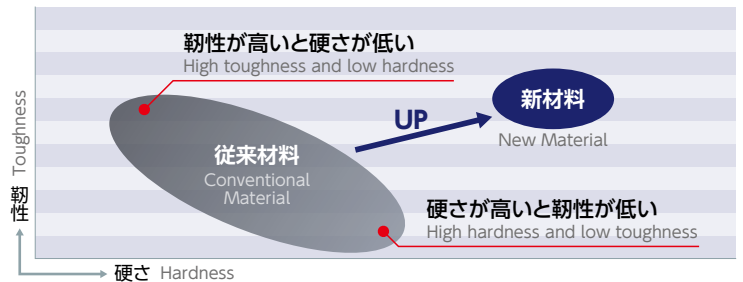 靭性が高いと硬さが低い
High toughness and low hardness
新材料
New Material
UP
従来材料
Conventional
Material
硬さが高いと靭性が低い
High hardness and low toughness
靭性 Toughness
硬さ Hardness